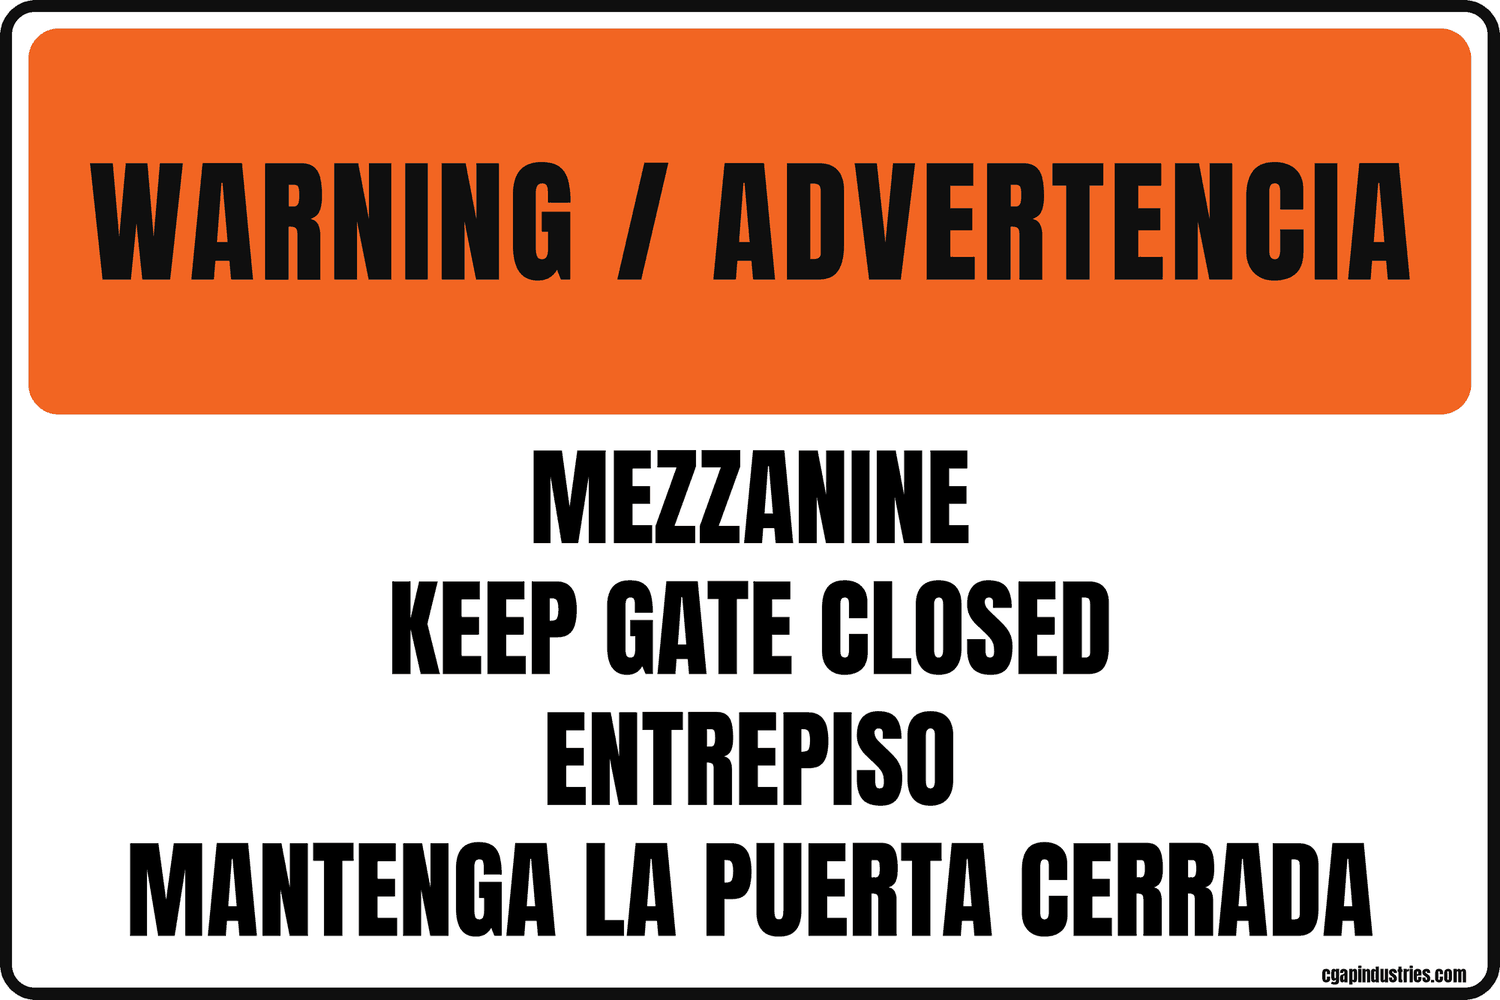 WARNING / ADVERTENCIA
MEZZANINE
KEEP GATE CLOSED
ENTREPISO
MANTENGA LA PUERTA CERRADA
cgapindustries.com